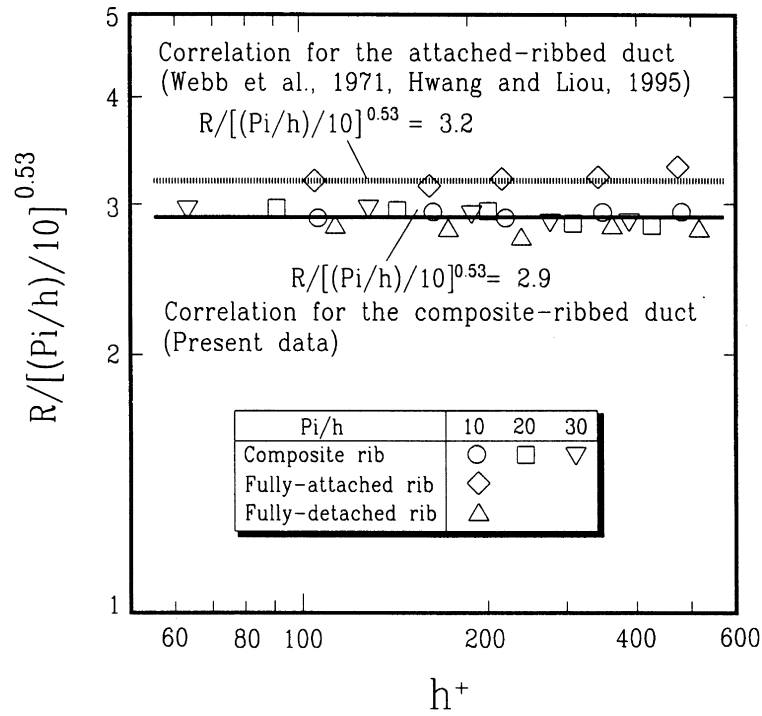 5
4
3
2
1
R/[(Pi/h)/10]^0.53
Correlation for the attached-ribbed duct
(Webb et al., 1971, Hwang and Liou, 1995)
R/[(Pi/h)/10]^0.53 = 3.2
R/[(Pi/h)/10]^0.53= 2.9
Correlation for the composite-ribbed duct
(Present data)
Pi/h 10 20 30
Composite rib
Fully-attached rib
Fully-detached rib
60 80 100 200 400 600
h⁺